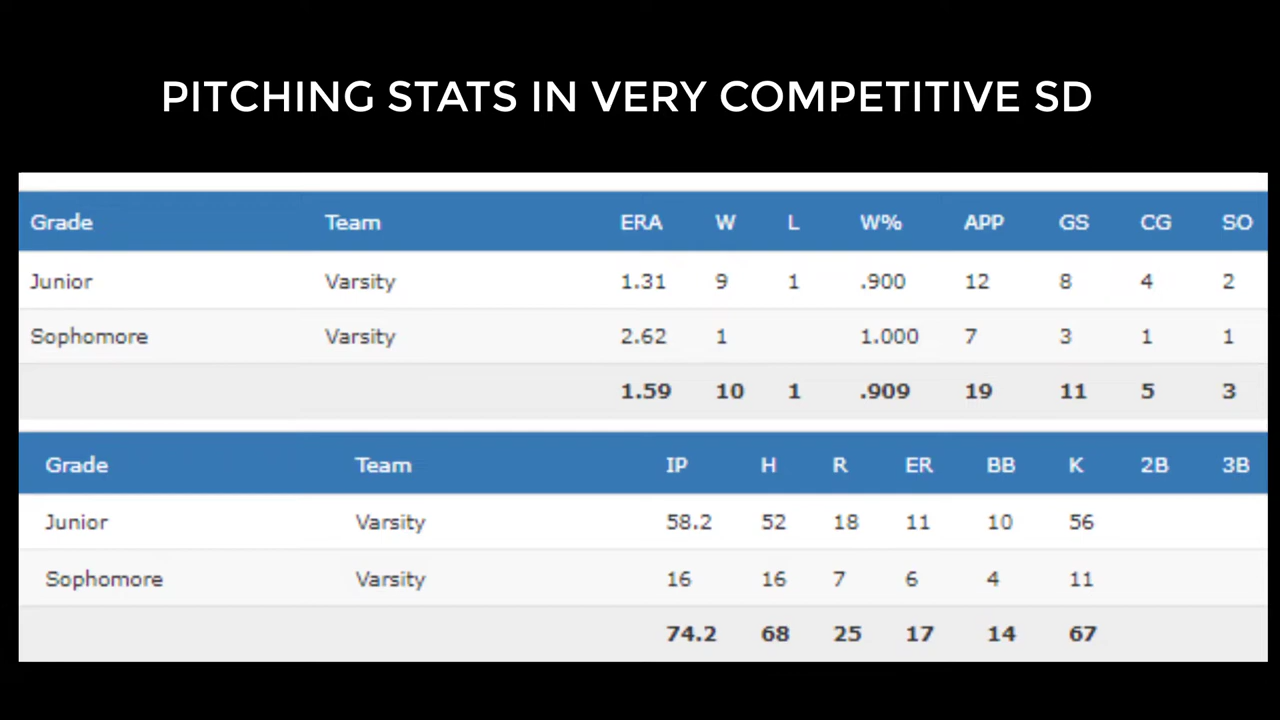 PITCHING STATS IN VERY COMPETITIVE SD
Grade Team ERA W L W% APP GS CG SO
Junior Varsity 1.31 9 1 .900 12 8 4 2
Sophomore Varsity 2.62 1 1.000 7 3 1 1
1.59 10 1 .909 19 11 5 3
Grade Team IP H R ER BB K 2B 3B
Junior Varsity 58.2 52 18 11 10 56
Sophomore Varsity 16 16 7 6 4 11
74.2 68 25 17 14 67